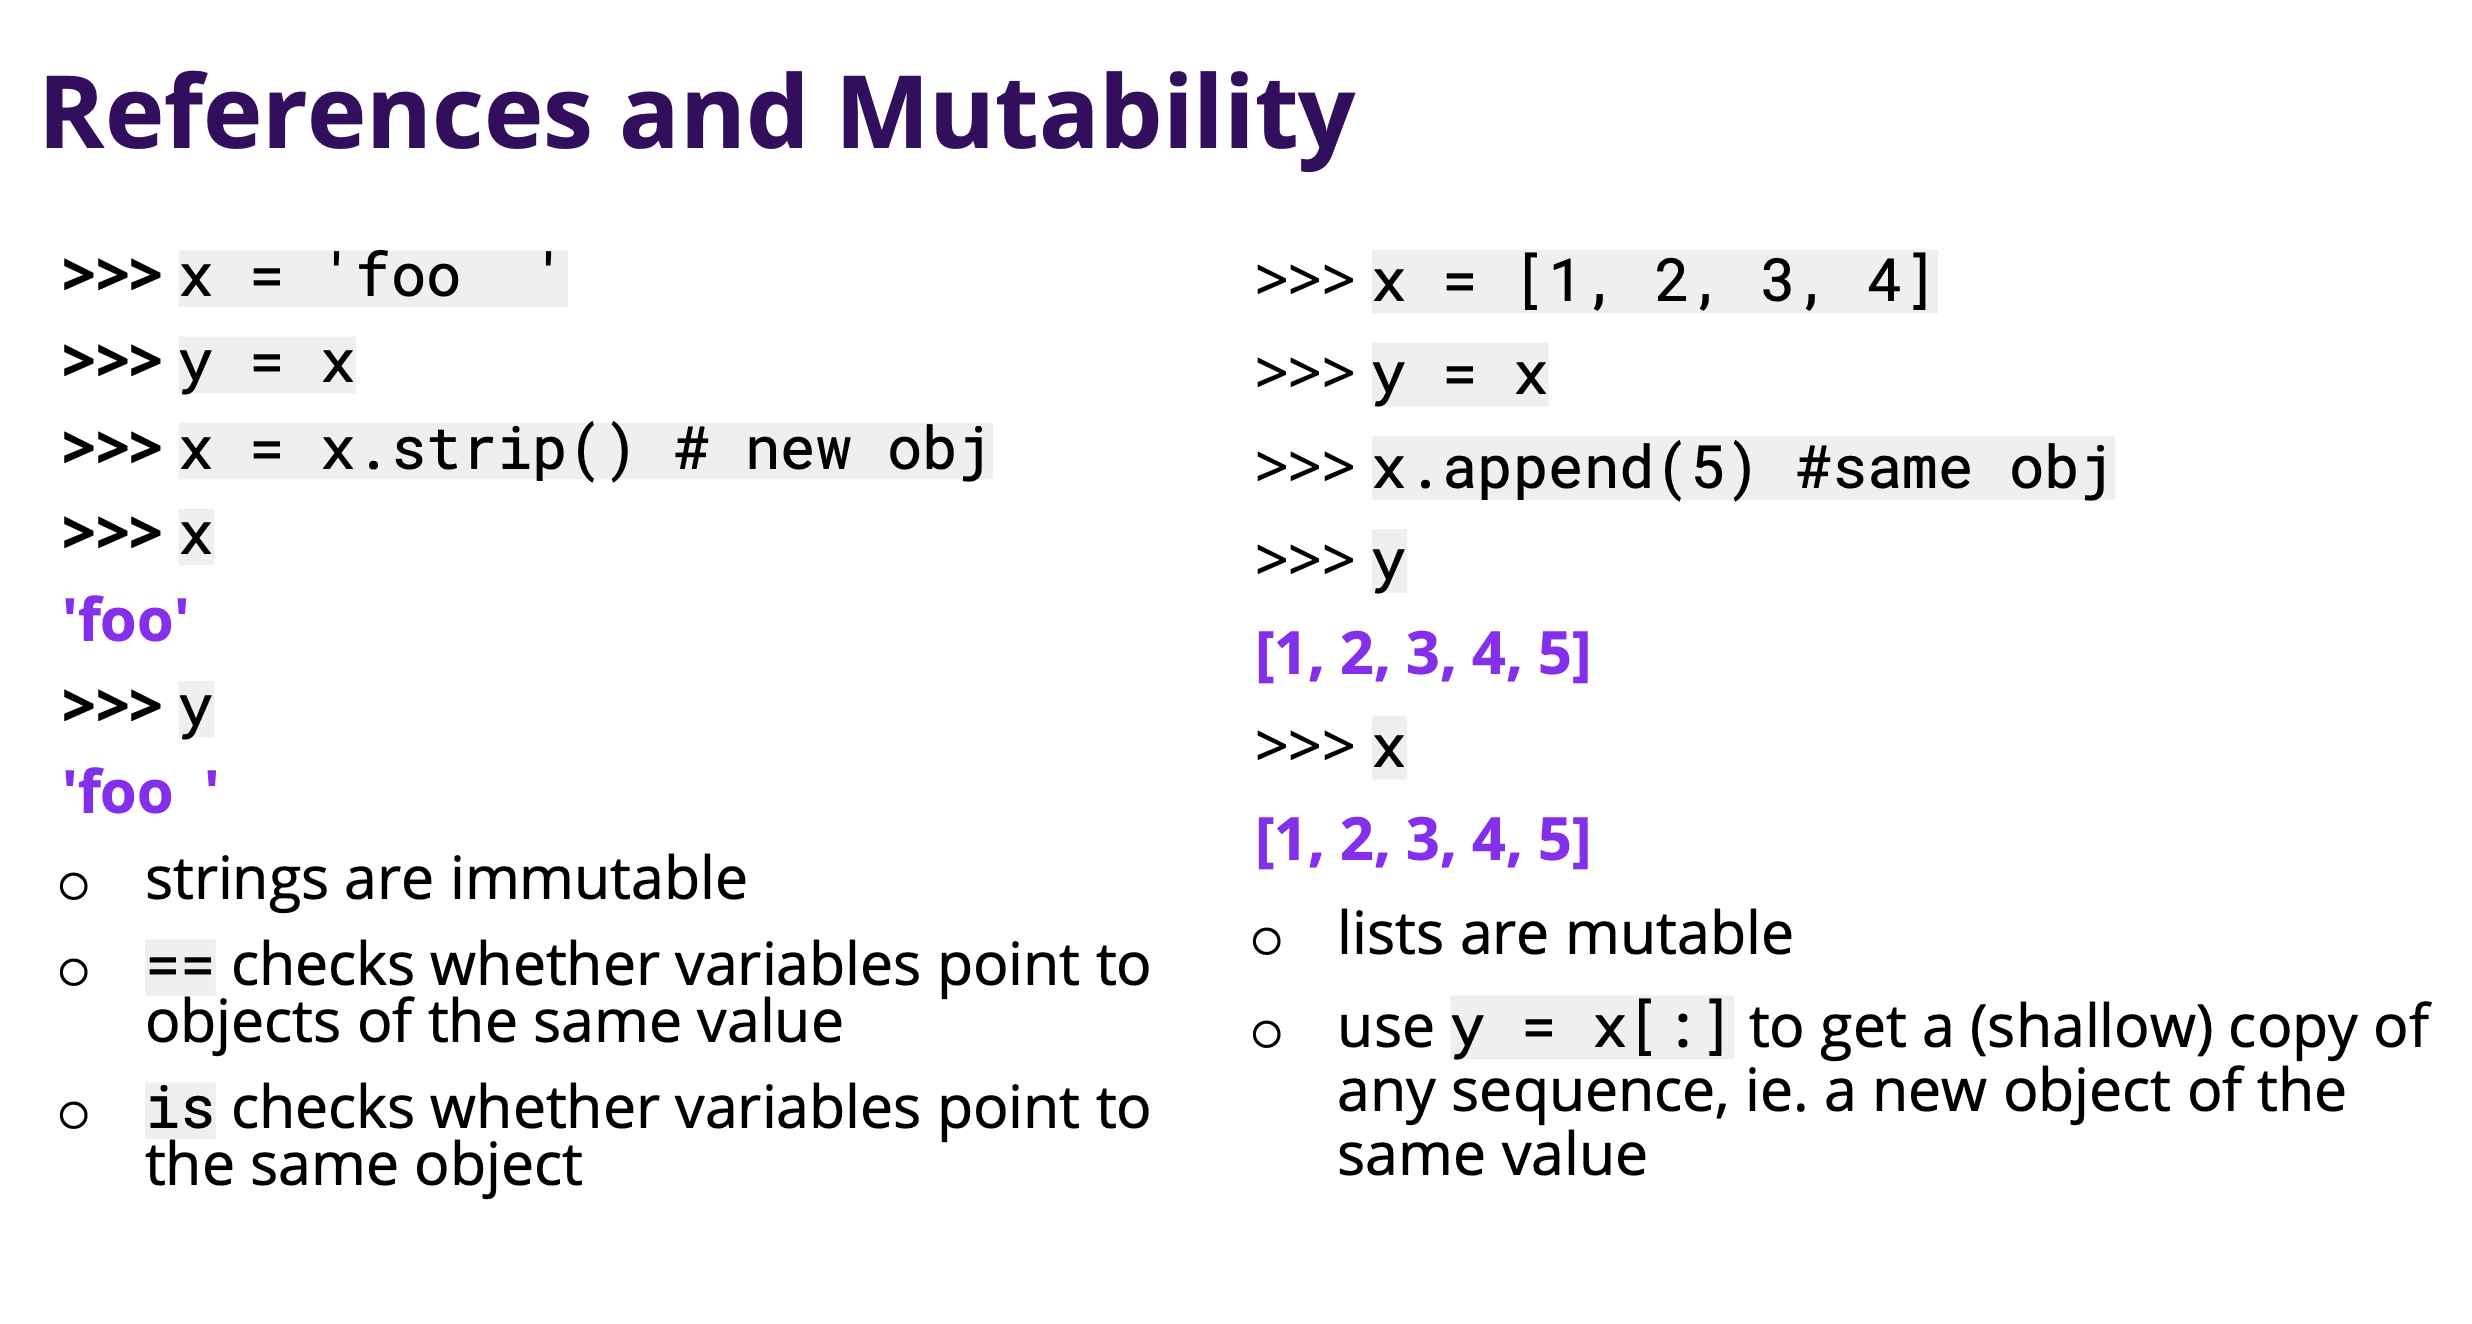 References and Mutability
>>> x = 'foo  '
>>> y = x
>>> x = x.strip() # new obj
>>> x
'foo'
>>> y
'foo  '
○ strings are immutable
○ == checks whether variables point to
objects of the same value
○ is checks whether variables point to
the same object
>>> x = [1, 2, 3, 4]
>>> y = x
>>> x.append(5) #same obj
>>> y
[1, 2, 3, 4, 5]
>>> x
[1, 2, 3, 4, 5]
○ lists are mutable
○ use y = x[:] to get a (shallow) copy of
any sequence, ie. a new object of the
same value